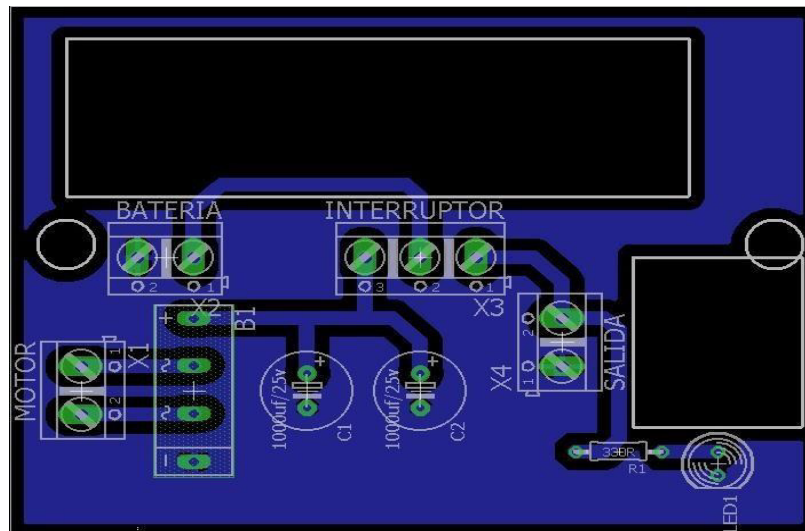 BATERIA
INTERRUPTOR
2 1
3 2 1
X2
X3
B1
+
MOTOR
X1
1
2
~
~
-
X4
2
1
SALIDA
+
+
1000uf/25v
C1
1000uf/25v
C2
330R
R1
LED1